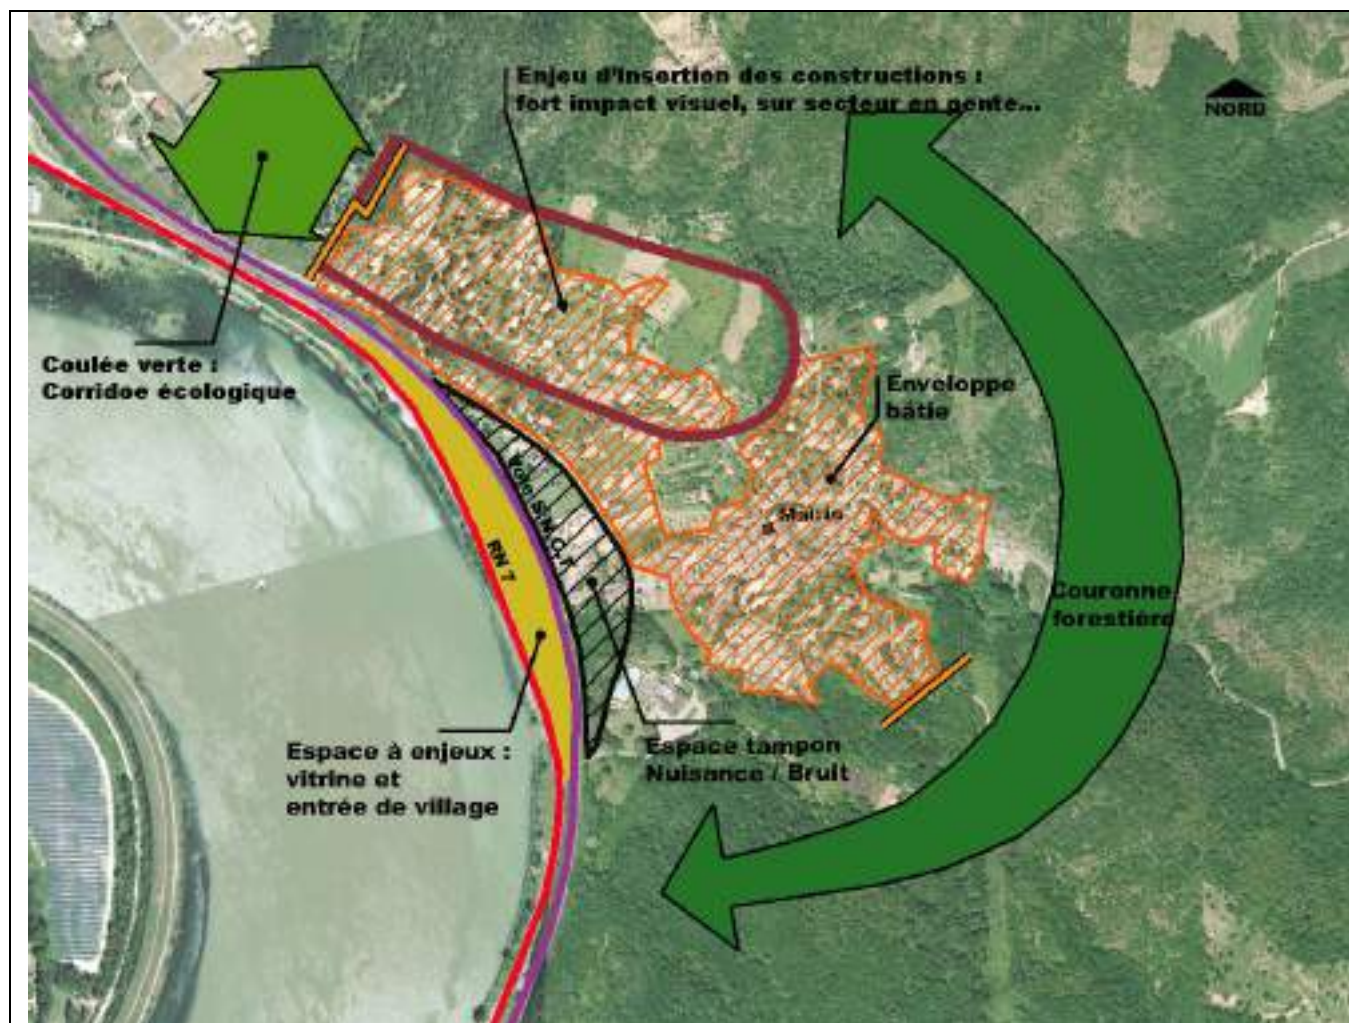 Enjeu d'insertion des constructions :
fort impact visuel, sur secteur en pente...
NORD
Coulée verte :
Corridoe écologique
Enveloppe
bâtie
Mairie
Voie S.N.C.F
RN 7
Couronne
forestière
Espace à enjeux :
vitrine et
entrée de village
Espace tampon
Nuisance / Bruit